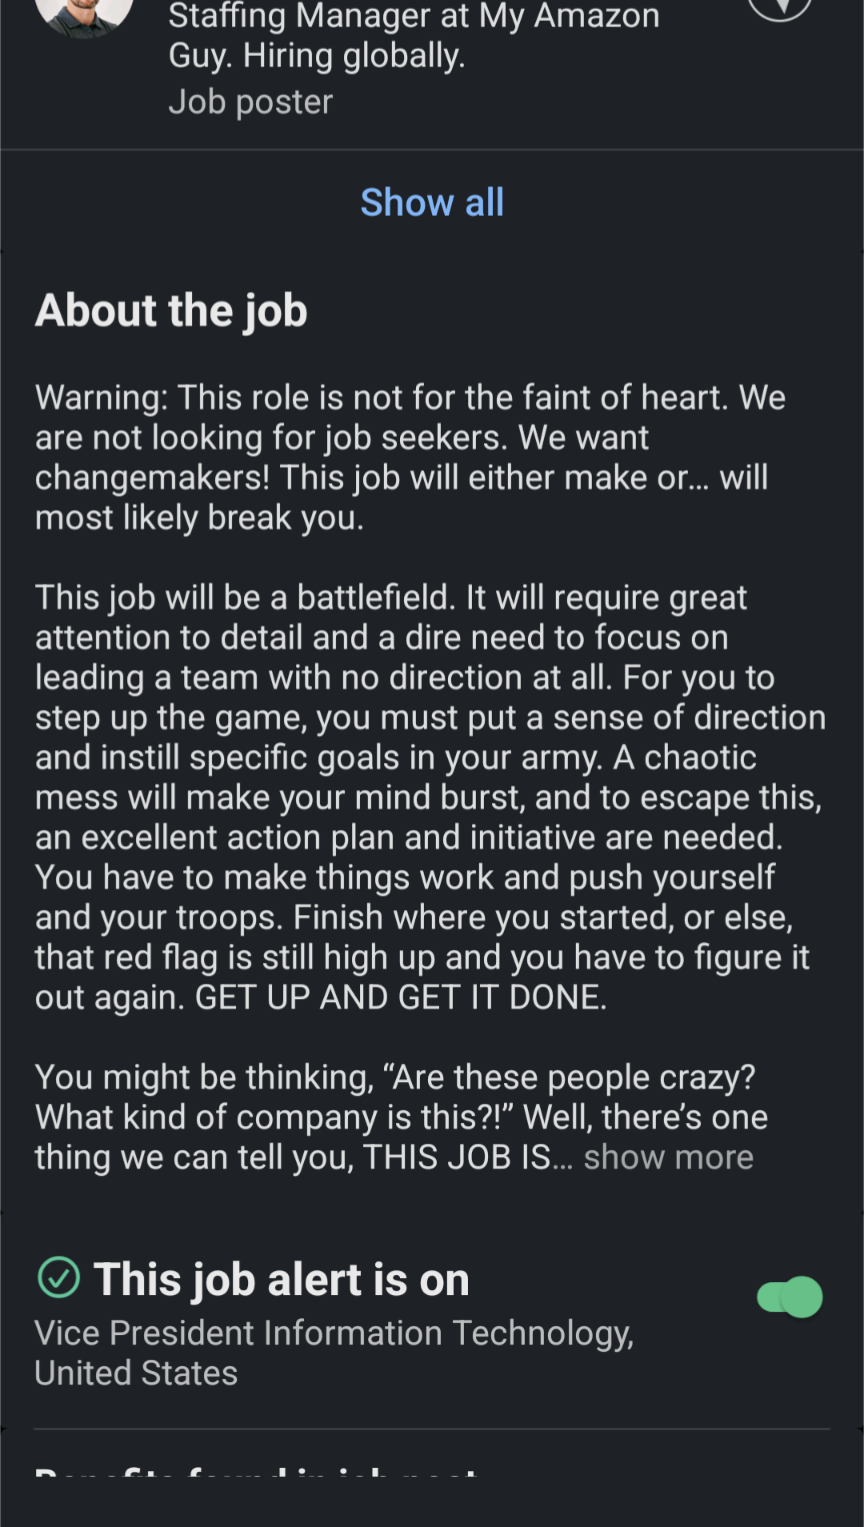 Staffing Manager at My Amazon
Guy. Hiring globally.
Job poster
Show all
About the job
Warning: This role is not for the faint of heart. We
are not looking for job seekers. We want
changemakers! This job will either make or... will
most likely break you.
This job will be a battlefield. It will require great
attention to detail and a dire need to focus on
leading a team with no direction at all. For you to
step up the game, you must put a sense of direction
and instill specific goals in your army. A chaotic
mess will make your mind burst, and to escape this,
an excellent action plan and initiative are needed.
You have to make things work and push yourself
and your troops. Finish where you started, or else,
that red flag is still high up and you have to figure it
out again. GET UP AND GET IT DONE.
You might be thinking, “Are these people crazy?
What kind of company is this?!” Well, there’s one
thing we can tell you, THIS JOB IS... show more
This job alert is on
Vice President Information Technology,
United States
Benefits found in job post